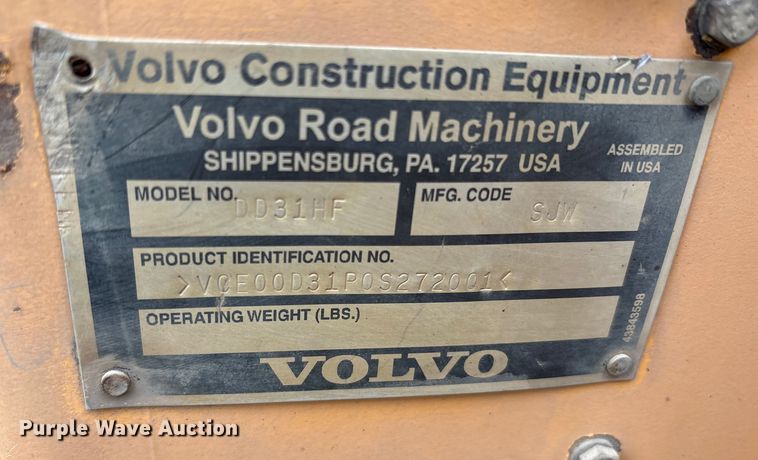 Volvo Construction Equipment
Volvo Road Machinery
SHIPPENSBURG, PA. 17257 USA
ASSEMBLED
IN USA
MODEL NO.
DD31HF
MFG. CODE
SJW
PRODUCT IDENTIFICATION NO.
>VCE00D31P0S272001<
OPERATING WEIGHT (LBS.)
43843598
VOLVO
Purple Wave Auction